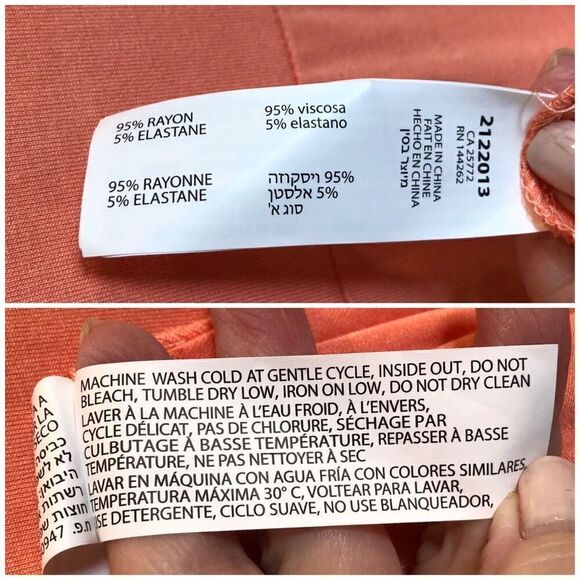 95% RAYON
5% ELASTANE
95% viscosa
5% elastano
95% RAYONNE
5% ELASTANE
95% ויסקוזה
5% אלסטן
סוג א'
MADE IN CHINA
FAIT EN CHINE
HECHO EN CHINA
מיוצר בסין
2122013
CA 25772
RN 144262
MACHINE WASH COLD AT GENTLE CYCLE, INSIDE OUT, DO NOT
BLEACH, TUMBLE DRY LOW, IRON ON LOW, DO NOT DRY CLEAN
LAVER À LA MACHINE À L'EAU FROID, À L'ENVERS,
CYCLE DÉLICAT, PAS DE CHLORURE, SÉCHAGE PAR
CULBUTAGE À BASSE TEMPÉRATURE, REPASSER À BASSE
TEMPÉRATURE, NE PAS NETTOYER À SEC
LAVAR EN MÁQUINA CON AGUA FRÍA CON COLORES SIMILARES,
TEMPERATURA MÁXIMA 30° C, VOLTEAR PARA LAVAR,
USE DETERGENTE, CICLO SUAVE, NO USE BLANQUEADOR,